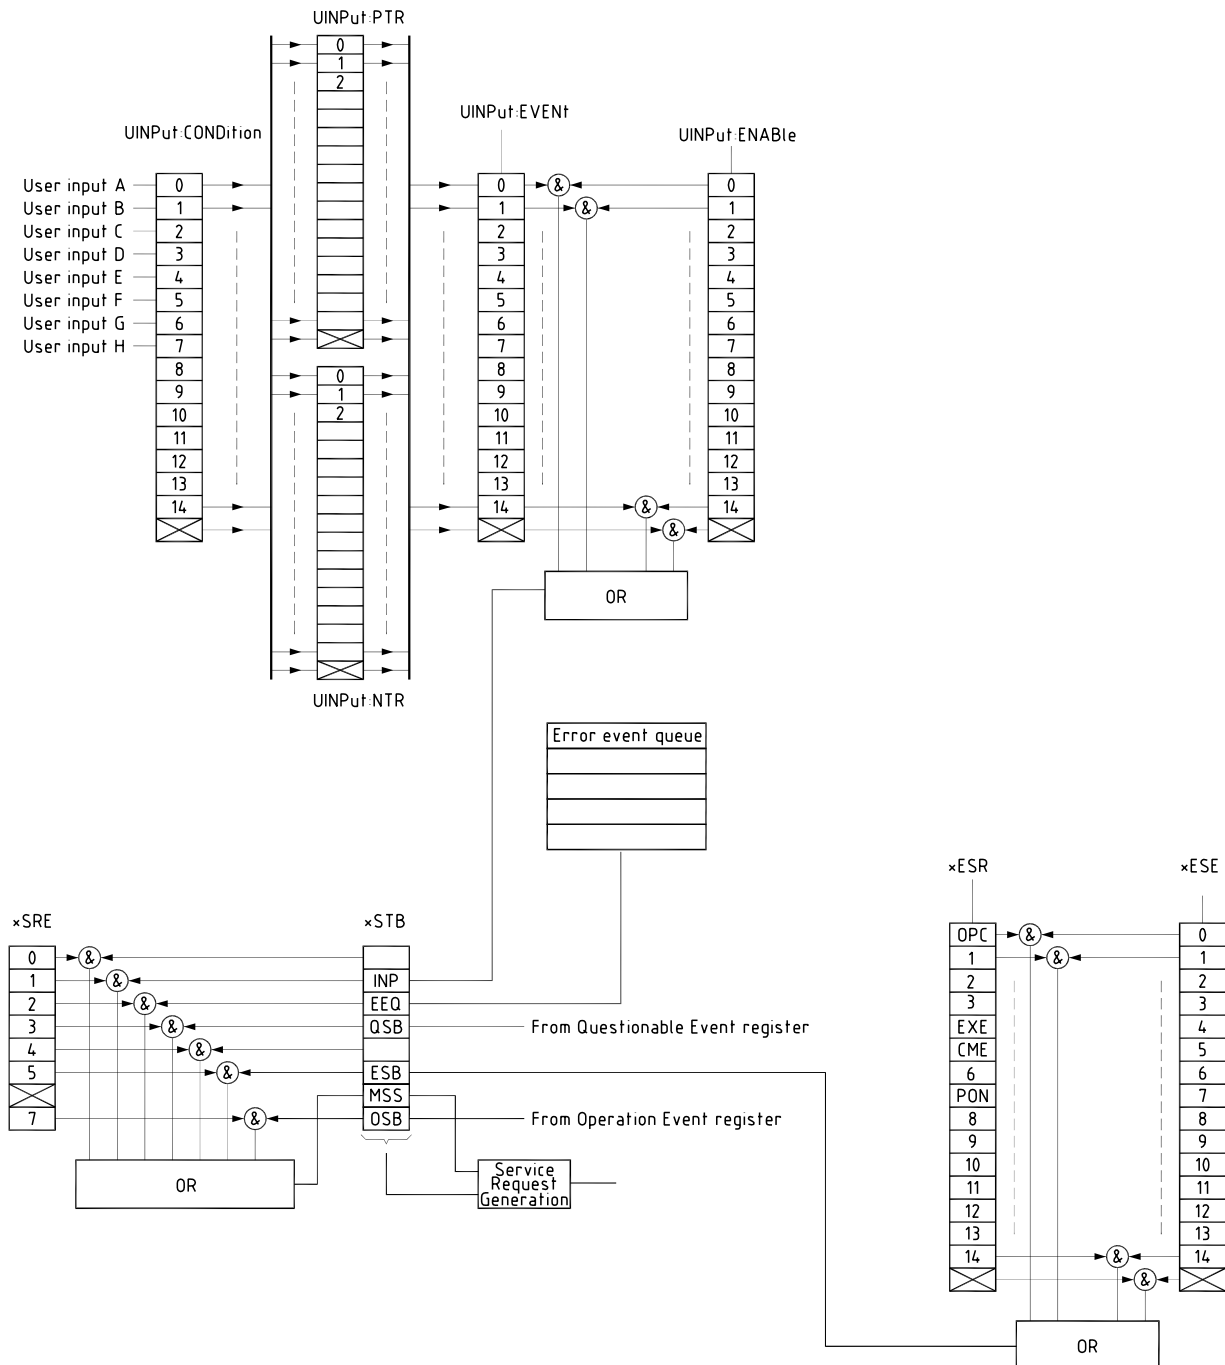 UINPut:PTR
0
1
2
UINPut:CONDition
UINPut:EVENt
UINPut:ENABle
User input A 0 0 & 0
User input B 1 1 & 1
User input C 2 2 2
User input D 3 3 3
User input E 4 4 4
User input F 5 5 5
User input G 6 6 6
User input H 7 7 7
8 8 8
9 9 9
10 10 10
11 11 11
12 12 12
13 13 13
14 14 & 14
&
0
1
2
UINPut:NTR
OR
Error event queue
×SRE
×STB
0 &
1 & INP
2 & EEQ
3 & QSB From Questionable Event register
4 &
5 & ESB
MSS
7 & OSB From Operation Event register
OR
Service
Request
Generation
×ESR
×ESE
OPC & 0
1 & 1
2 2
3 3
EXE 4
CME 5
6 6
PON 7
8 8
9 9
10 10
11 11
12 12
13 13
14 & 14
&
OR